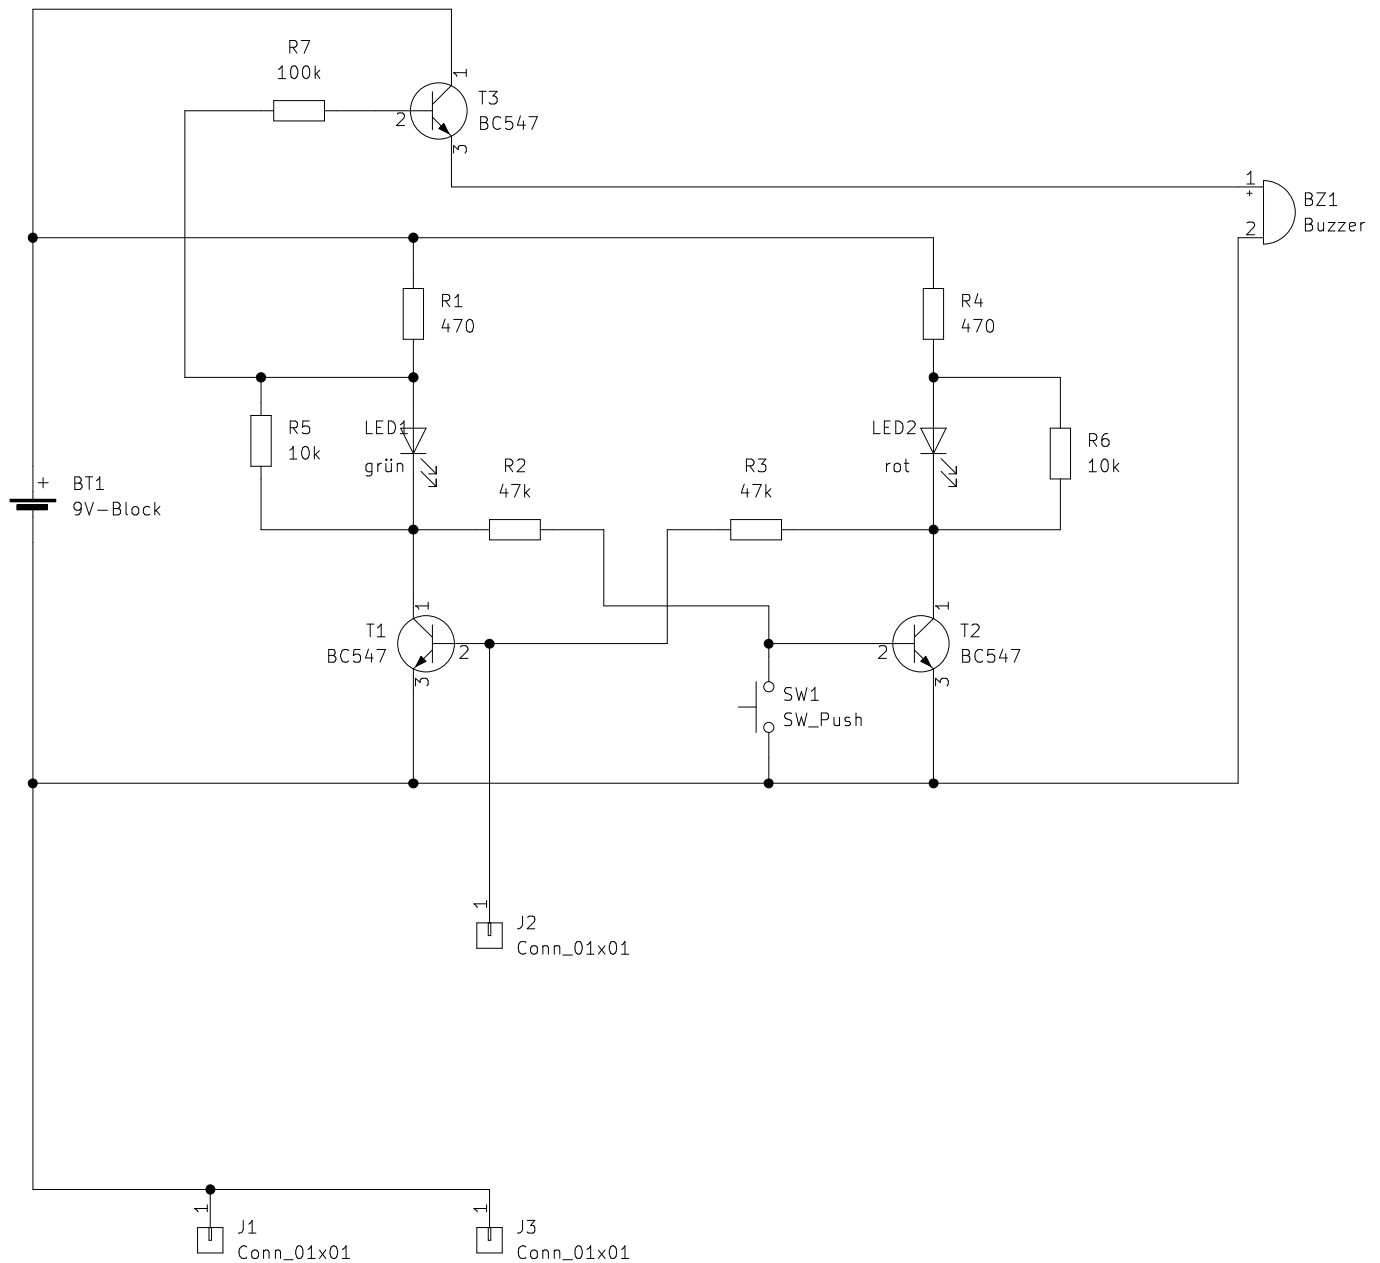 R7
100k
1
T3
2
BC547
3
1
+
BZ1
2
Buzzer
R1
470
R4
470
R5
10k
LED1
grün
LED2
rot
R6
10k
R2
47k
R3
47k
+
BT1
9V-Block
1
T1
BC547
2
3
1
T2
2
BC547
3
SW1
SW_Push
1
J2
Conn_01x01
1
J1
Conn_01x01
1
J3
Conn_01x01